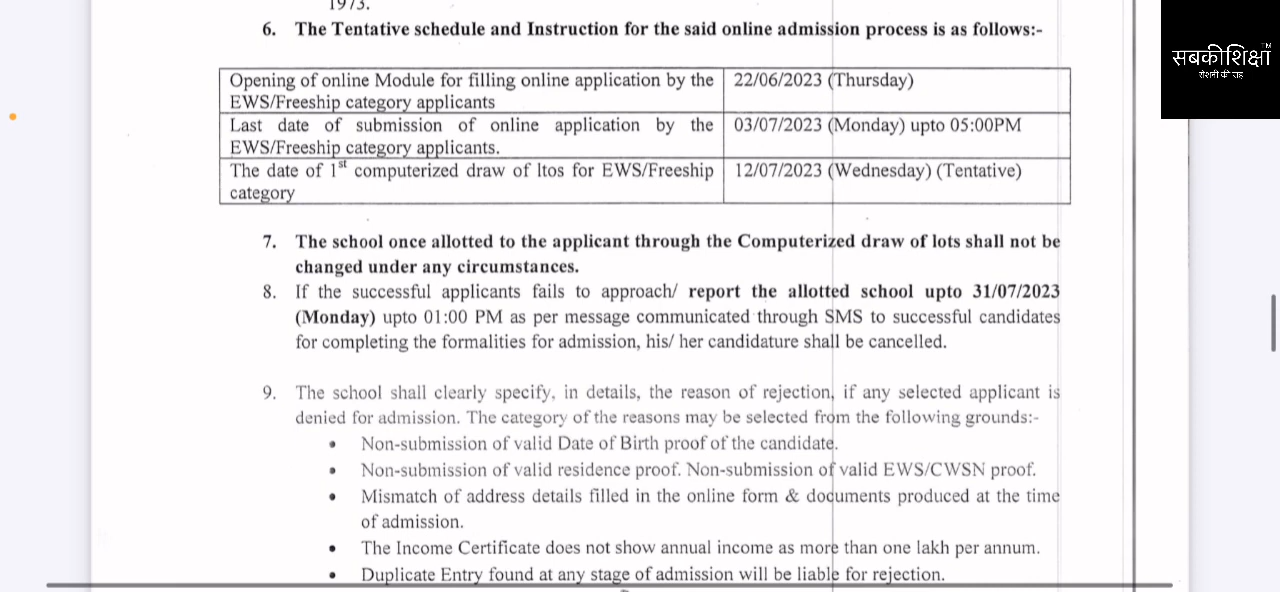 1973.
6. The Tentative schedule and Instruction for the said online admission process is as follows:-
सबकीशिक्षा™
रोशनी की राह
Opening of online Module for filling online application by the 22/06/2023 (Thursday)
EWS/Freeship category applicants
Last date of submission of online application by the 03/07/2023 (Monday) upto 05:00PM
EWS/Freeship category applicants.
The date of 1st computerized draw of ltos for EWS/Freeship 12/07/2023 (Wednesday) (Tentative)
category
7. The school once allotted to the applicant through the Computerized draw of lots shall not be
changed under any circumstances.
8. If the successful applicants fails to approach/ report the allotted school upto 31/07/2023
(Monday) upto 01:00 PM as per message communicated through SMS to successful candidates
for completing the formalities for admission, his/ her candidature shall be cancelled.
9. The school shall clearly specify, in details, the reason of rejection, if any selected applicant is
denied for admission. The category of the reasons may be selected from the following grounds:-
• Non-submission of valid Date of Birth proof of the candidate.
• Non-submission of valid residence proof. Non-submission of valid EWS/CWSN proof.
• Mismatch of address details filled in the online form & documents produced at the time
of admission.
• The Income Certificate does not show annual income as more than one lakh per annum.
• Duplicate Entry found at any stage of admission will be liable for rejection.